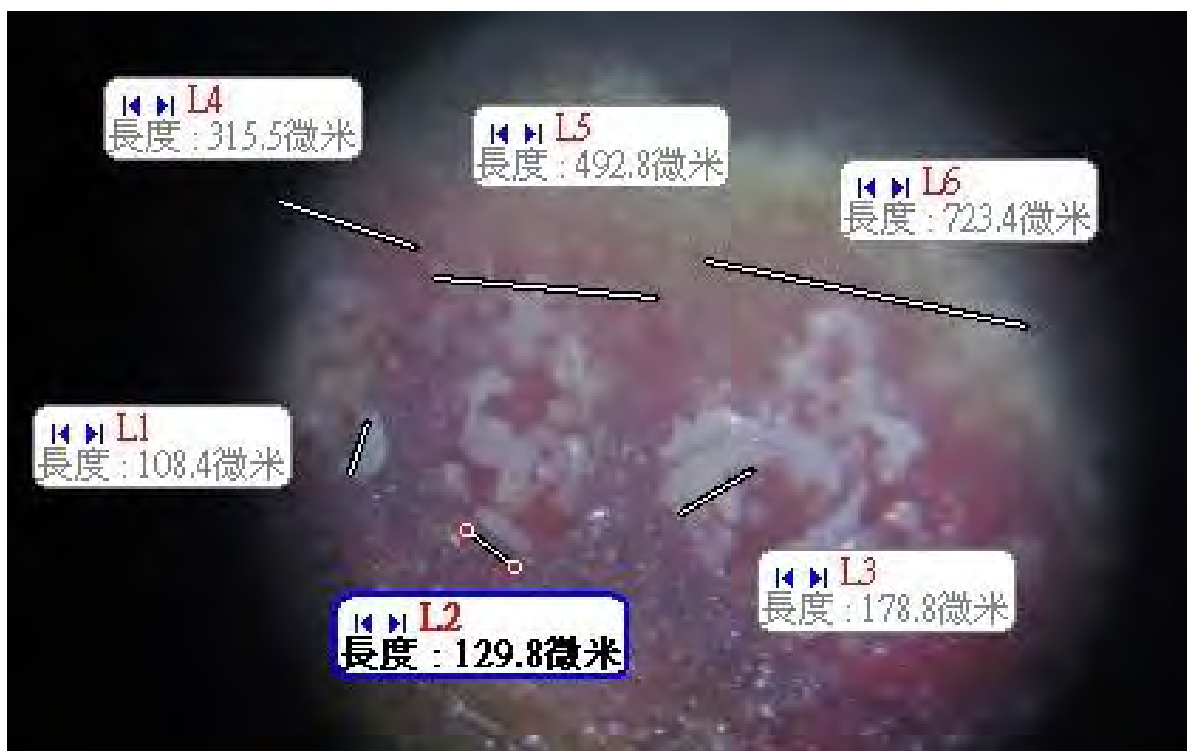 L4
長度 : 315.5微米
L5
長度 : 492.8微米
L6
長度 : 723.4微米
L1
長度 : 108.4微米
L3
長度 : 178.8微米
L2
長度 : 129.8微米